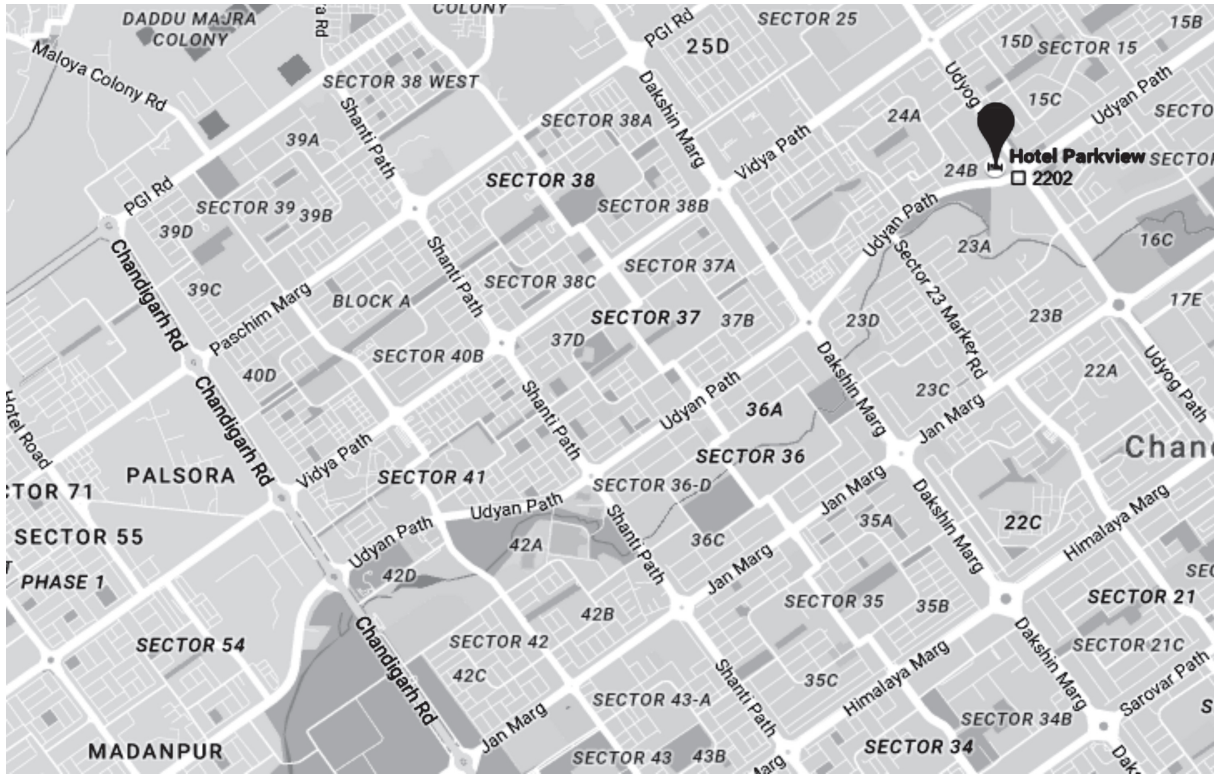 DADDU MAJRA
COLONY
COLONY
SECTOR 25
15B
PGI Rd
25D
15D
SECTOR 15
Maloya Colony Rd
SECTOR 38 WEST
Dakshin Marg
Udyog
15C
Udyan Path
24A
SECTOR 38A
39A
Shanti Path
Vidya Path
Hotel Parkview
2202
24B
SECTOR 38
PGI Rd
SECTOR 39
39B
SECTOR 38B
Udyan Path
39D
23A
16C
Chandigarh Rd
Shanti Path
SECTOR 37A
Sector 23 Marker Rd
39C
BLOCK A
SECTOR 38C
17E
Paschim Marg
SECTOR 37
37B
23D
23B
37D
SECTOR 40B
40D
Dakshin Marg
22A
Udyog Path
Chandigarh Rd
Shanti Path
Udyan Path
23C
Hotel Road
36A
Jan Marg
Vidya Path
SECTOR 36
PALSORA
SECTOR 41
Jan Marg
SECTOR 36-D
Dakshin Marg
Himalaya Marg
Udyan Path
35A
22C
SECTOR 55
Udyan Path
Shanti Path
36C
42A
Jan Marg
42D
PHASE 1
SECTOR 21
SECTOR 35
35B
42B
SECTOR 54
Chandigarh Rd
SECTOR 42
Dakshin Marg
SECTOR 21C
42C
35C
Shanti Path
Himalaya Marg
Sarovar Path
SECTOR 43-A
Jan Marg
SECTOR 34B
MADANPUR
SECTOR 34
SECTOR 43
43B